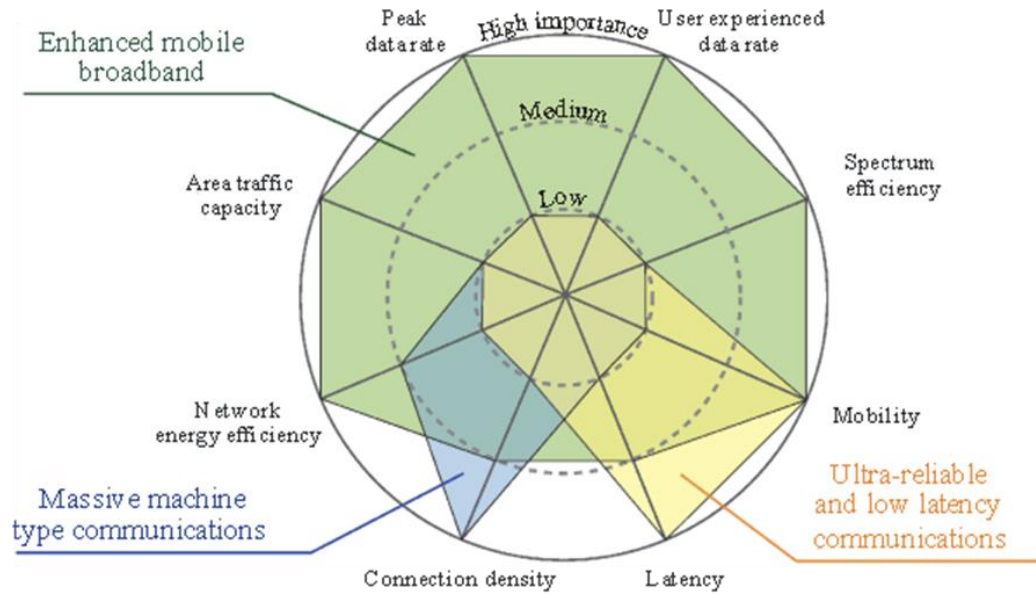 Peak
data rate
High importance
User experienced
data rate
Enhanced mobile
broadband
Medium
Area traffic
capacity
Spectrum
efficiency
Low
Network
energy efficiency
Mobility
Massive machine
type communications
Ultra-reliable
and low latency
communications
Connection density
Latency